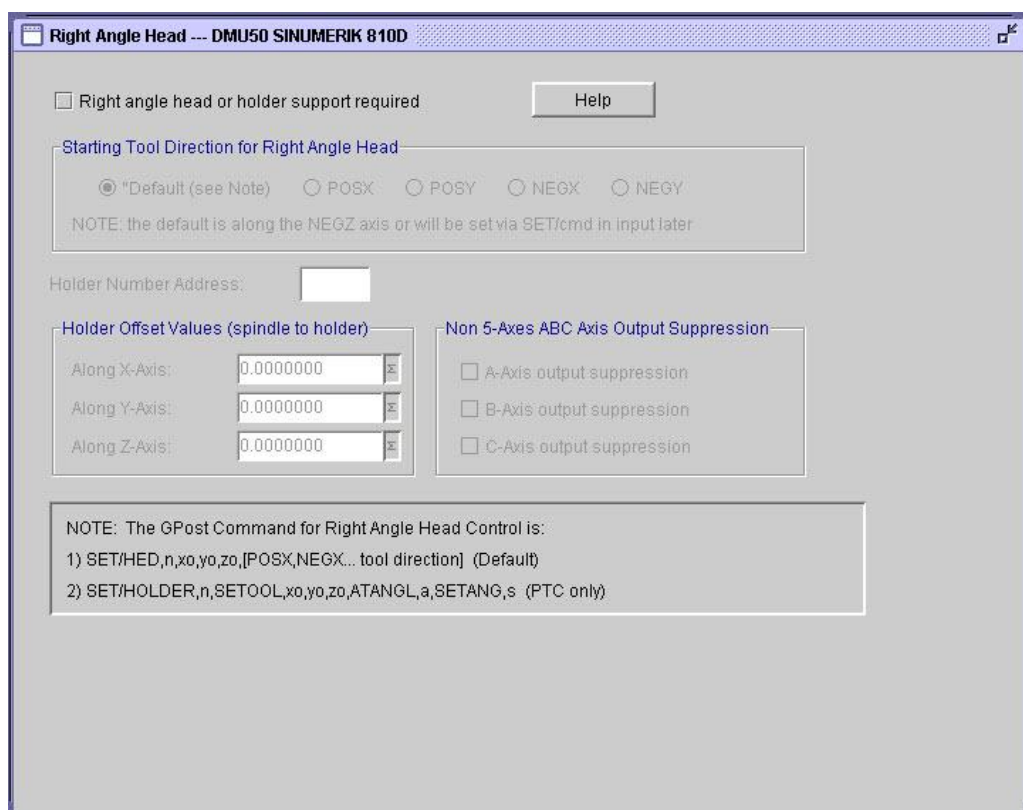 Right Angle Head --- DMU50 SINUMERIK 810D
Right angle head or holder support required
Help
Starting Tool Direction for Right Angle Head
"Default (see Note) POSX POSY NEGX NEGY
NOTE: the default is along the NEGZ axis or will be set via SET/cmd in input later
Holder Number Address:
Holder Offset Values (spindle to holder)
Along X-Axis: 0.0000000 Σ
Along Y-Axis: 0.0000000 Σ
Along Z-Axis: 0.0000000 Σ
Non 5-Axes ABC Axis Output Suppression
A-Axis output suppression
B-Axis output suppression
C-Axis output suppression
NOTE: The GPost Command for Right Angle Head Control is:
1) SET/HED,n,xo,yo,zo,[POSX,NEGX... tool direction] (Default)
2) SET/HOLDER,n,SETOOL,xo,yo,zo,ATANGL,a,SETANG,s (PTC only)